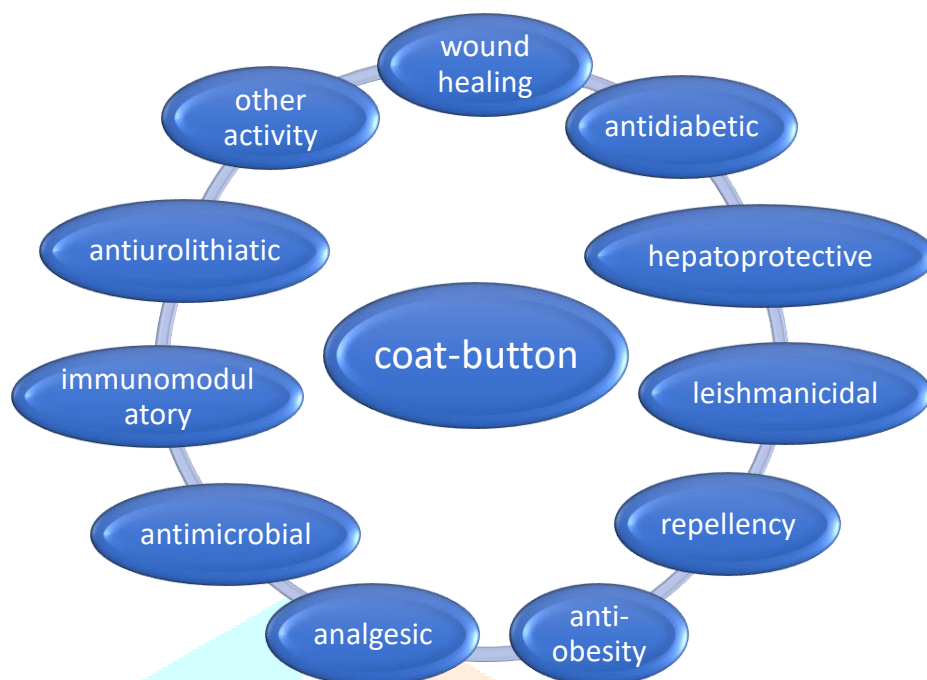 wound
healing
antidiabetic
hepatoprotective
leishmanicidal
repellency
anti-
obesity
analgesic
antimicrobial
immunomodul
atory
antiurolithiatic
other
activity
coat-button